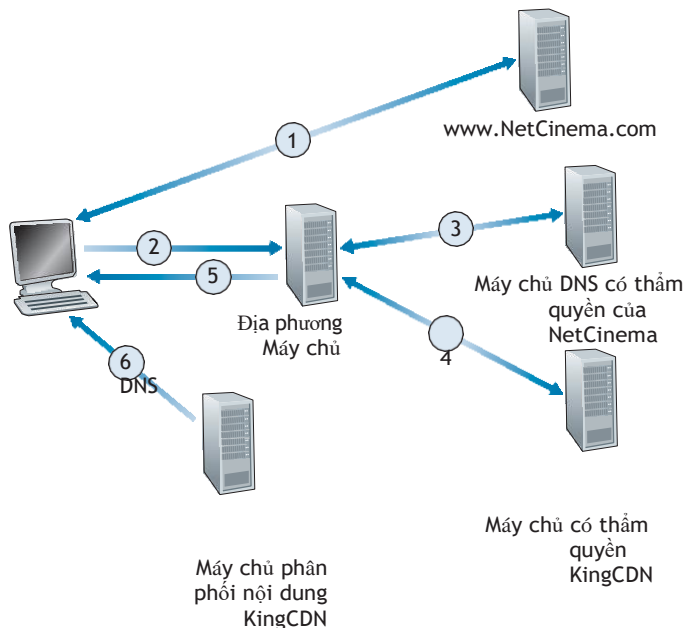 www.NetCinema.com
1
2
3
5
Máy chủ DNS có thẩm
quyền của
NetCinema
Địa phương
Máy chủ
4
6
DNS
Máy chủ có thẩm
quyền
KingCDN
Máy chủ phân
phối nội dung
KingCDN